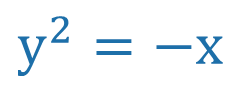 y² = −x